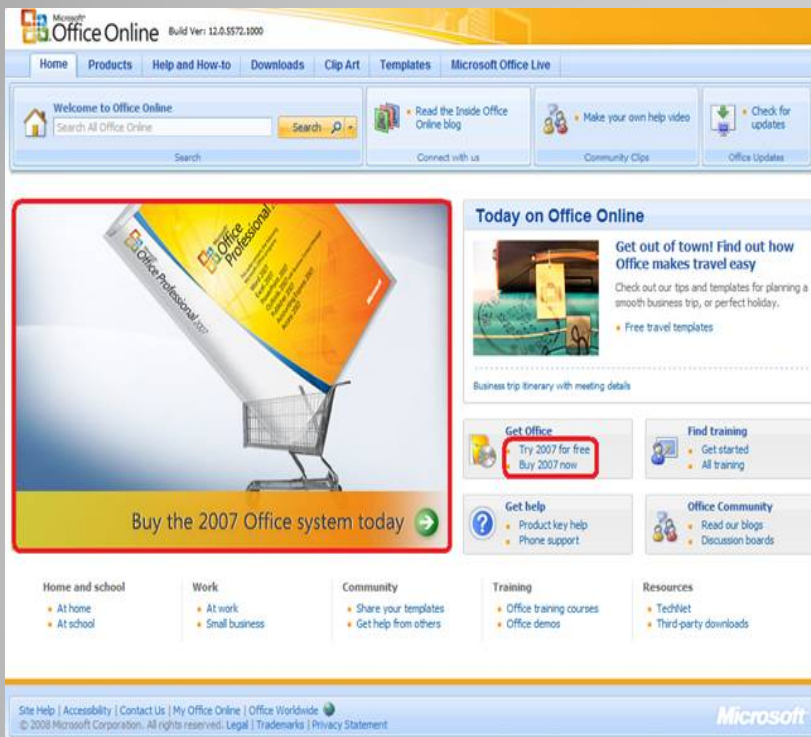 Microsoft®
Office Online Build Ver: 12.0.5572.1000
Home Products Help and How-to Downloads Clip Art Templates Microsoft Office Live
Welcome to Office Online
Search All Office Online Search
Search
Read the Inside Office
Online blog
Connect with us
Make your own help video
Community Clips
Check for
updates
Office Updates
Office Professional 2007
Office
Professional
Word 2007
Excel 2007
Buy the 2007 Office system today
Today on Office Online
Get out of town! Find out how
Office makes travel easy
Check out our tips and templates for planning a
smooth business trip, or perfect holiday.
Free travel templates
Business trip itinerary with meeting details
Get Office
Try 2007 for free
Buy 2007 now
Find training
Get started
All training
Get help
Product key help
Phone support
Office Community
Read our blogs
Discussion boards
Home and school
At home
At school
Work
At work
Small business
Community
Share your templates
Get help from others
Training
Office training courses
Office demos
Resources
TechNet
Third-party downloads
Site Help | Accessibility | Contact Us | My Office Online | Office Worldwide
© 2008 Microsoft Corporation. All rights reserved. Legal | Trademarks | Privacy Statement
Microsoft